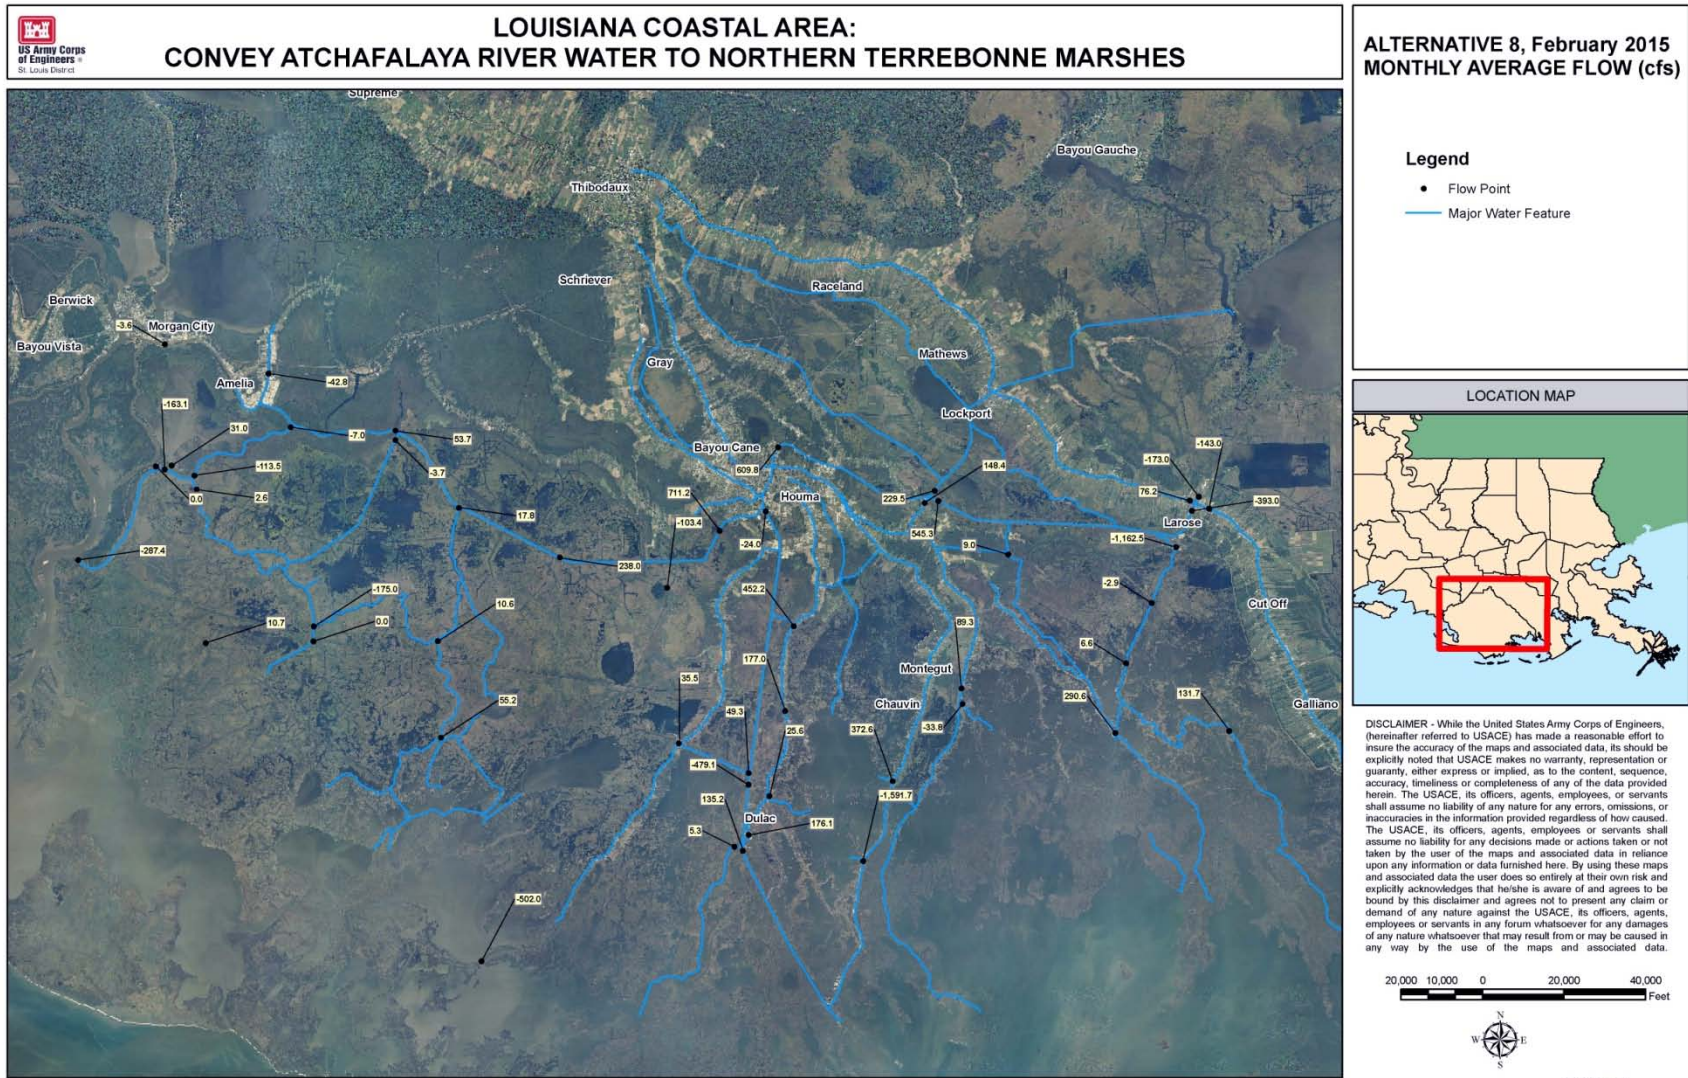 US Army Corps
of Engineers ®
St. Louis District
LOUISIANA COASTAL AREA:
CONVEY ATCHAFALAYA RIVER WATER TO NORTHERN TERREBONNE MARSHES
ALTERNATIVE 8, February 2015
MONTHLY AVERAGE FLOW (cfs)
Legend
Flow Point
Major Water Feature
LOCATION MAP
Supreme
Bayou Gauche
Thibodaux
Schriever
Raceland
Berwick
Morgan City
-3.6
Bayou Vista
Mathews
Gray
Amelia
-42.8
-163.1
Lockport
31.0
-7.0
53.7
Bayou Cane
-143.0
-173.0
-113.5
-3.7
609.8
148.4
0.0
2.6
711.2
Houma
229.5
76.2
-393.0
17.8
-103.4
Larose
545.3
-1,162.5
-24.0
9.0
-287.4
238.0
-175.0
452.2
-2.9
Cut Off
10.7
0.0
10.6
89.3
6.6
177.0
Montegut
35.5
290.6
131.7
55.2
Chauvin
Galliano
49.3
25.6
372.6
-33.8
-479.1
135.2
-1,591.7
Dulac
5.3
176.1
-502.0
DISCLAIMER - While the United States Army Corps of Engineers,
(hereinafter referred to USACE) has made a reasonable effort to
insure the accuracy of the maps and associated data, its should be
explicitly noted that USACE makes no warranty, representation or
guaranty, either express or implied, as to the content, sequence,
accuracy, timeliness or completeness of any of the data provided
herein. The USACE, its officers, agents, employees, or servants
shall assume no liability of any nature for any errors, omissions, or
inaccuracies in the information provided regardless of how caused.
The USACE, its officers, agents, employees or servants shall
assume no liability for any decisions made or actions taken or not
taken by the user of the maps and associated data in reliance
upon any information or data furnished here. By using these maps
and associated data the user does so entirely at their own risk and
explicitly acknowledges that he/she is aware of and agrees to be
bound by this disclaimer and agrees not to present any claim or
demand of any nature against the USACE, its officers, agents,
employees or servants in any forum whatsoever for any damages
of any nature whatsoever that may result from or may be caused in
any way by the use of the maps and associated data.
20,000 10,000 0 20,000 40,000
Feet
N
W E
S